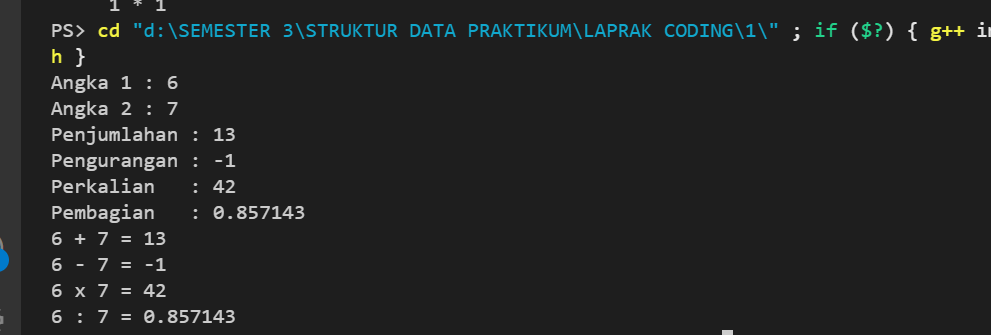 1 * 1
PS> cd "d:\SEMESTER 3\STRUKTUR DATA PRAKTIKUM\LAPRAK CODING\1\" ; if ($?) { g++ i
h }
Angka 1 : 6
Angka 2 : 7
Penjumlahan : 13
Pengurangan : -1
Perkalian   : 42
Pembagian   : 0.857143
6 + 7 = 13
6 - 7 = -1
6 x 7 = 42
6 : 7 = 0.857143